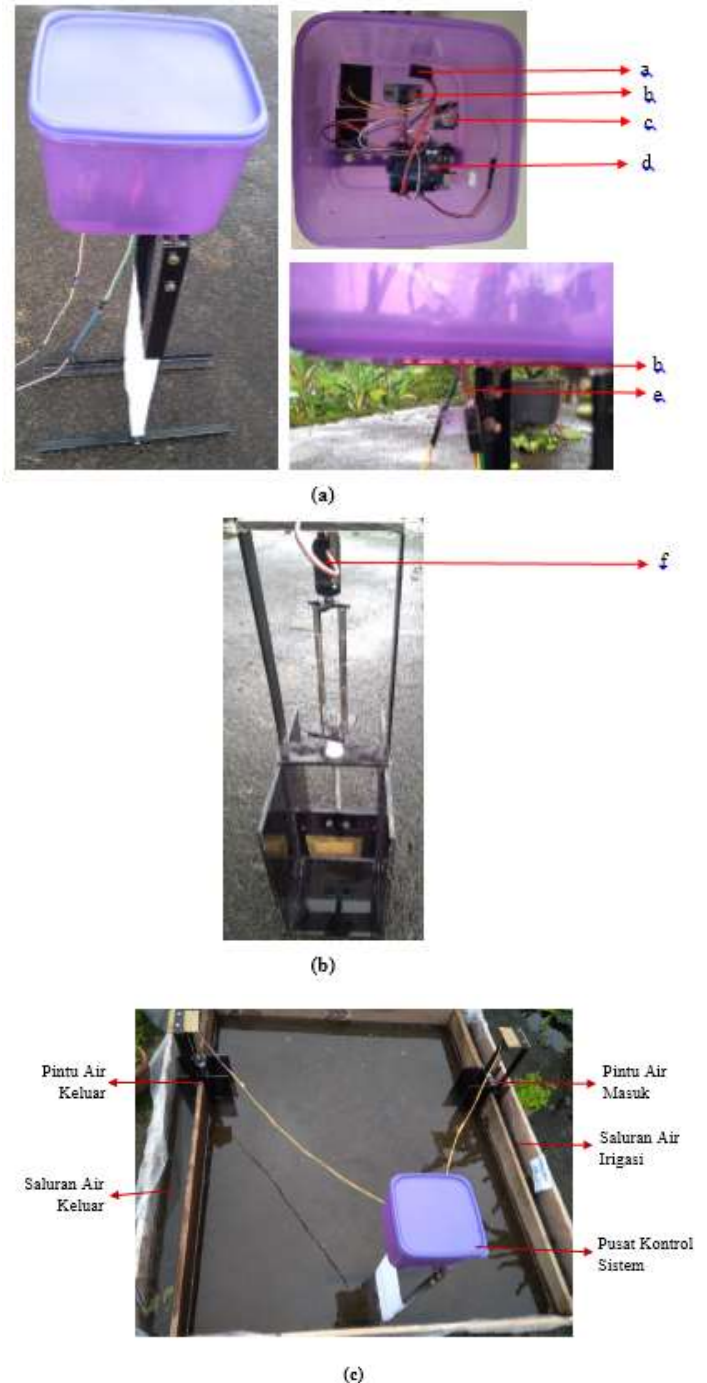 a
b
c
d
b
e
(a)
f
(b)
Pintu Air
Keluar
Saluran Air
Keluar
Pintu Air
Masuk
Saluran Air
Irigasi
Pusat Kontrol
Sistem
(c)